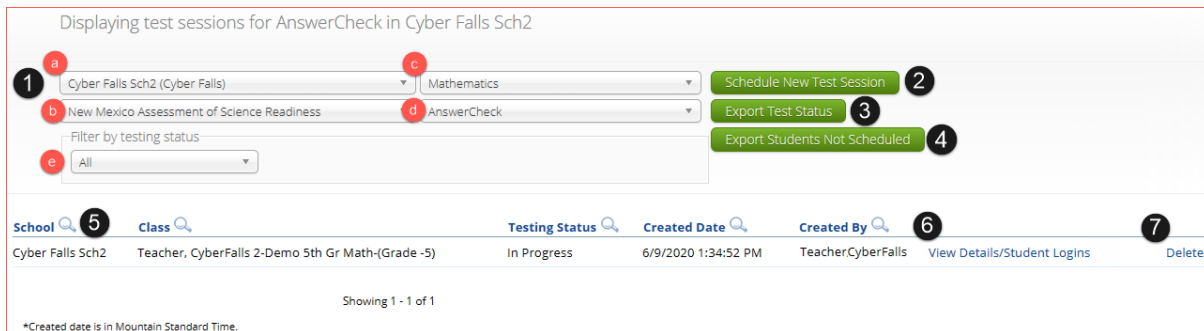 Displaying test sessions for AnswerCheck in Cyber Falls Sch2
a c
1 Cyber Falls Sch2 (Cyber Falls) Mathematics Schedule New Test Session 2
b New Mexico Assessment of Science Readiness d AnswerCheck Export Test Status 3
Filter by testing status Export Students Not Scheduled 4
e All
School 5 Class Testing Status Created Date Created By 6 7
Cyber Falls Sch2 Teacher, CyberFalls 2-Demo 5th Gr Math-(Grade -5) In Progress 6/9/2020 1:34:52 PM Teacher,CyberFalls View Details/Student Logins Delete
Showing 1 - 1 of 1
*Created date is in Mountain Standard Time.